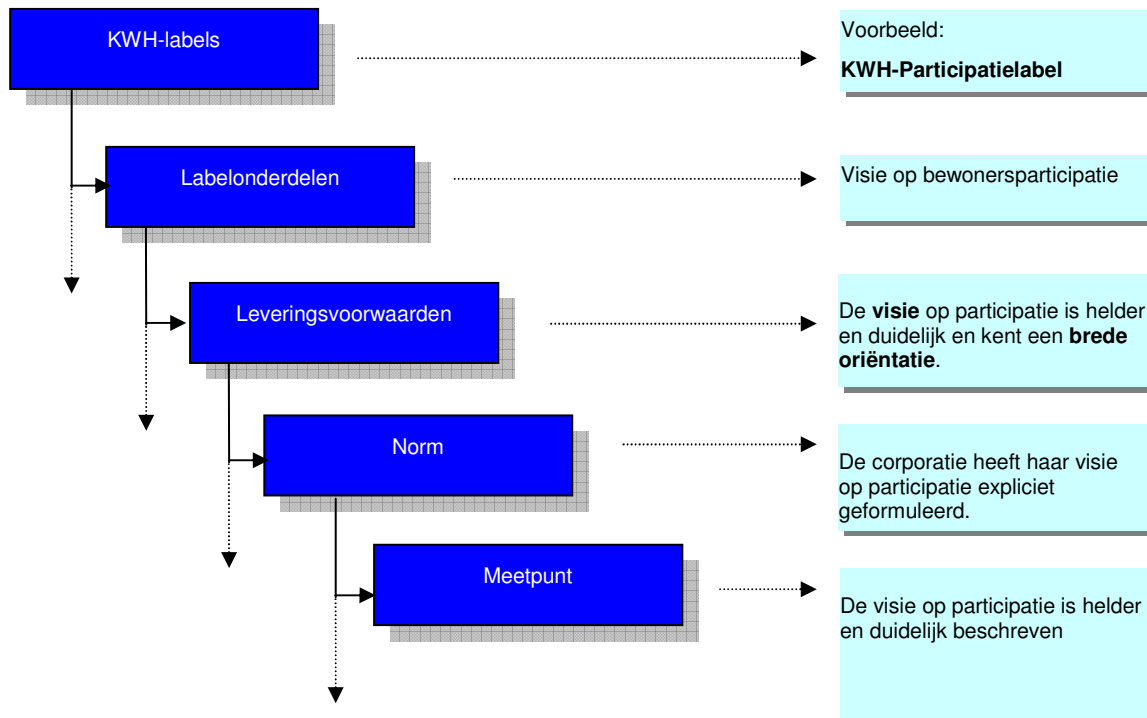 KWH-labels
Voorbeeld:
KWH-Participatielabel
Labelonderdelen
Visie op bewonersparticipatie
Leveringsvoorwaarden
De visie op participatie is helder
en duidelijk en kent een brede
oriëntatie.
Norm
De corporatie heeft haar visie
op participatie expliciet
geformuleerd.
Meetpunt
De visie op participatie is helder
en duidelijk beschreven